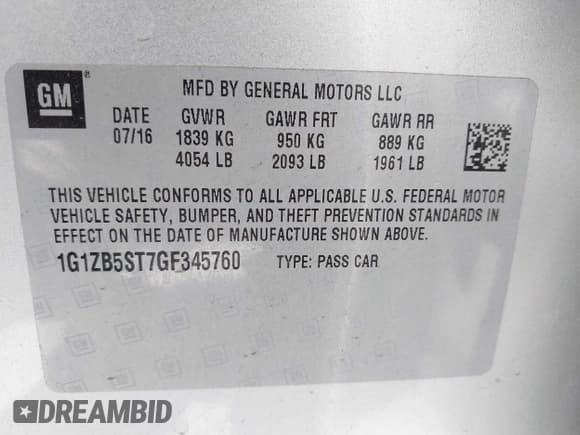 GM ®
MFD BY GENERAL MOTORS LLC
DATE GVWR GAWR FRT GAWR RR
07/16 1839 KG 950 KG 889 KG
4054 LB 2093 LB 1961 LB
THIS VEHICLE CONFORMS TO ALL APPLICABLE U.S. FEDERAL MOTOR
VEHICLE SAFETY, BUMPER, AND THEFT PREVENTION STANDARDS IN
EFFECT ON THE DATE OF MANUFACTURE SHOWN ABOVE.
1G1ZB5ST7GF345760 TYPE: PASS CAR
DREAMBID